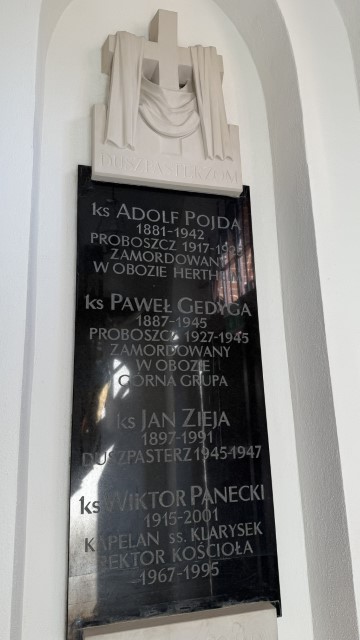 DUSZPASTERZOM
ks ADOLF POJDA
1881-1942
PROBOSZCZ 1917-
ZAMORDOWANY
W OBOZIE
ks PAWEŁ GEDYGA
1887-1945
PROBOSZCZ 1927-1945
ZAMORDOWANY
W OBOZIE
GÓRNA GRUPA
ks JAN ZIEJA
1897-1991
DUSZPASTERZ 1945-1947
ks WIKTOR PANECKI
1915-2001
KAPELAN SS. KLARYSEK
REKTOR KOŚCIOŁA
1967-1995